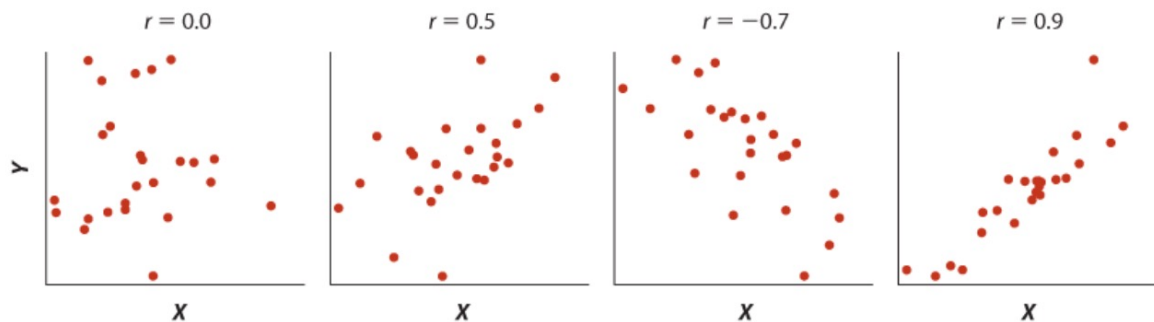 r = 0.0
r = 0.5
r = −0.7
r = 0.9
Y
X
X
X
X